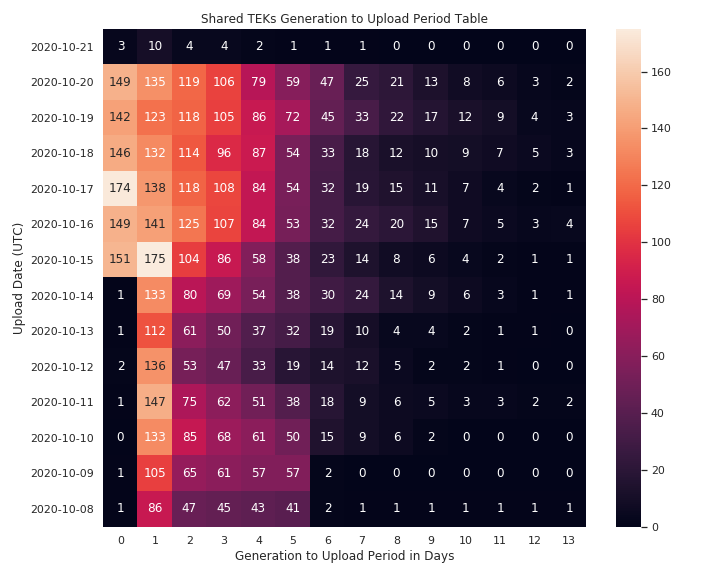 Shared TEKs Generation to Upload Period Table
2020-10-21 3 10 4 4 2 1 1 1 0 0 0 0 0 0
2020-10-20 149 135 119 106 79 59 47 25 21 13 8 6 3 2
2020-10-19 142 123 118 105 86 72 45 33 22 17 12 9 4 3
2020-10-18 146 132 114 96 87 54 33 18 12 10 9 7 5 3
2020-10-17 174 138 118 108 84 54 32 19 15 11 7 4 2 1
2020-10-16 149 141 125 107 84 53 32 24 20 15 7 5 3 4
2020-10-15 151 175 104 86 58 38 23 14 8 6 4 2 1 1
2020-10-14 1 133 80 69 54 38 30 24 14 9 6 3 1 1
2020-10-13 1 112 61 50 37 32 19 10 4 4 2 1 1 0
2020-10-12 2 136 53 47 33 19 14 12 5 2 2 1 0 0
2020-10-11 1 147 75 62 51 38 18 9 6 5 3 3 2 2
2020-10-10 0 133 85 68 61 50 15 9 6 2 0 0 0 0
2020-10-09 1 105 65 61 57 57 2 0 0 0 0 0 0 0
2020-10-08 1 86 47 45 43 41 2 1 1 1 1 1 1 1
0 1 2 3 4 5 6 7 8 9 10 11 12 13
Generation to Upload Period in Days
Upload Date (UTC)
160
140
120
100
80
60
40
20
0